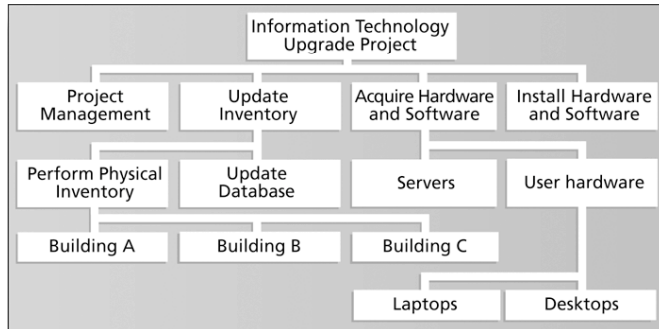 Information Technology
Upgrade Project
Project
Management
Update
Inventory
Acquire Hardware
and Software
Install Hardware
and Software
Perform Physical
Inventory
Update
Database
Servers
User hardware
Building A
Building B
Building C
Laptops
Desktops